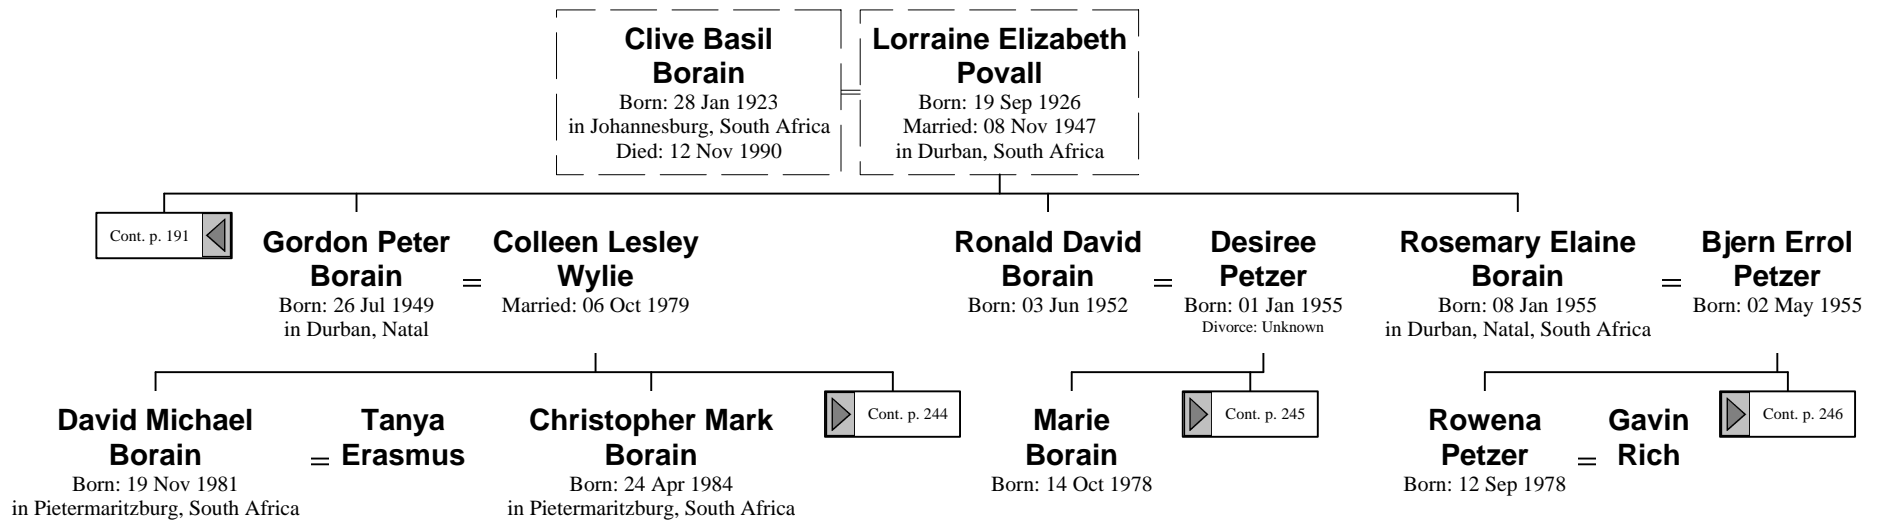 Clive Basil
Borain
Born: 28 Jan 1923
in Johannesburg, South Africa
Died: 12 Nov 1990
Lorraine Elizabeth
Povall
Born: 19 Sep 1926
Married: 08 Nov 1947
in Durban, South Africa
=
Cont. p. 191
Gordon Peter
Borain
Born: 26 Jul 1949
in Durban, Natal
=
Colleen Lesley
Wylie
Married: 06 Oct 1979
Ronald David
Borain
Born: 03 Jun 1952
=
Desiree
Petzer
Born: 01 Jan 1955
Divorce: Unknown
Rosemary Elaine
Borain
Born: 08 Jan 1955
in Durban, Natal, South Africa
=
Bjern Errol
Petzer
Born: 02 May 1955
David Michael
Borain
Born: 19 Nov 1981
in Pietermaritzburg, South Africa
=
Tanya
Erasmus
Christopher Mark
Borain
Born: 24 Apr 1984
in Pietermaritzburg, South Africa
Cont. p. 244
Marie
Borain
Born: 14 Oct 1978
Cont. p. 245
Rowena
Petzer
Born: 12 Sep 1978
=
Gavin
Rich
Cont. p. 246